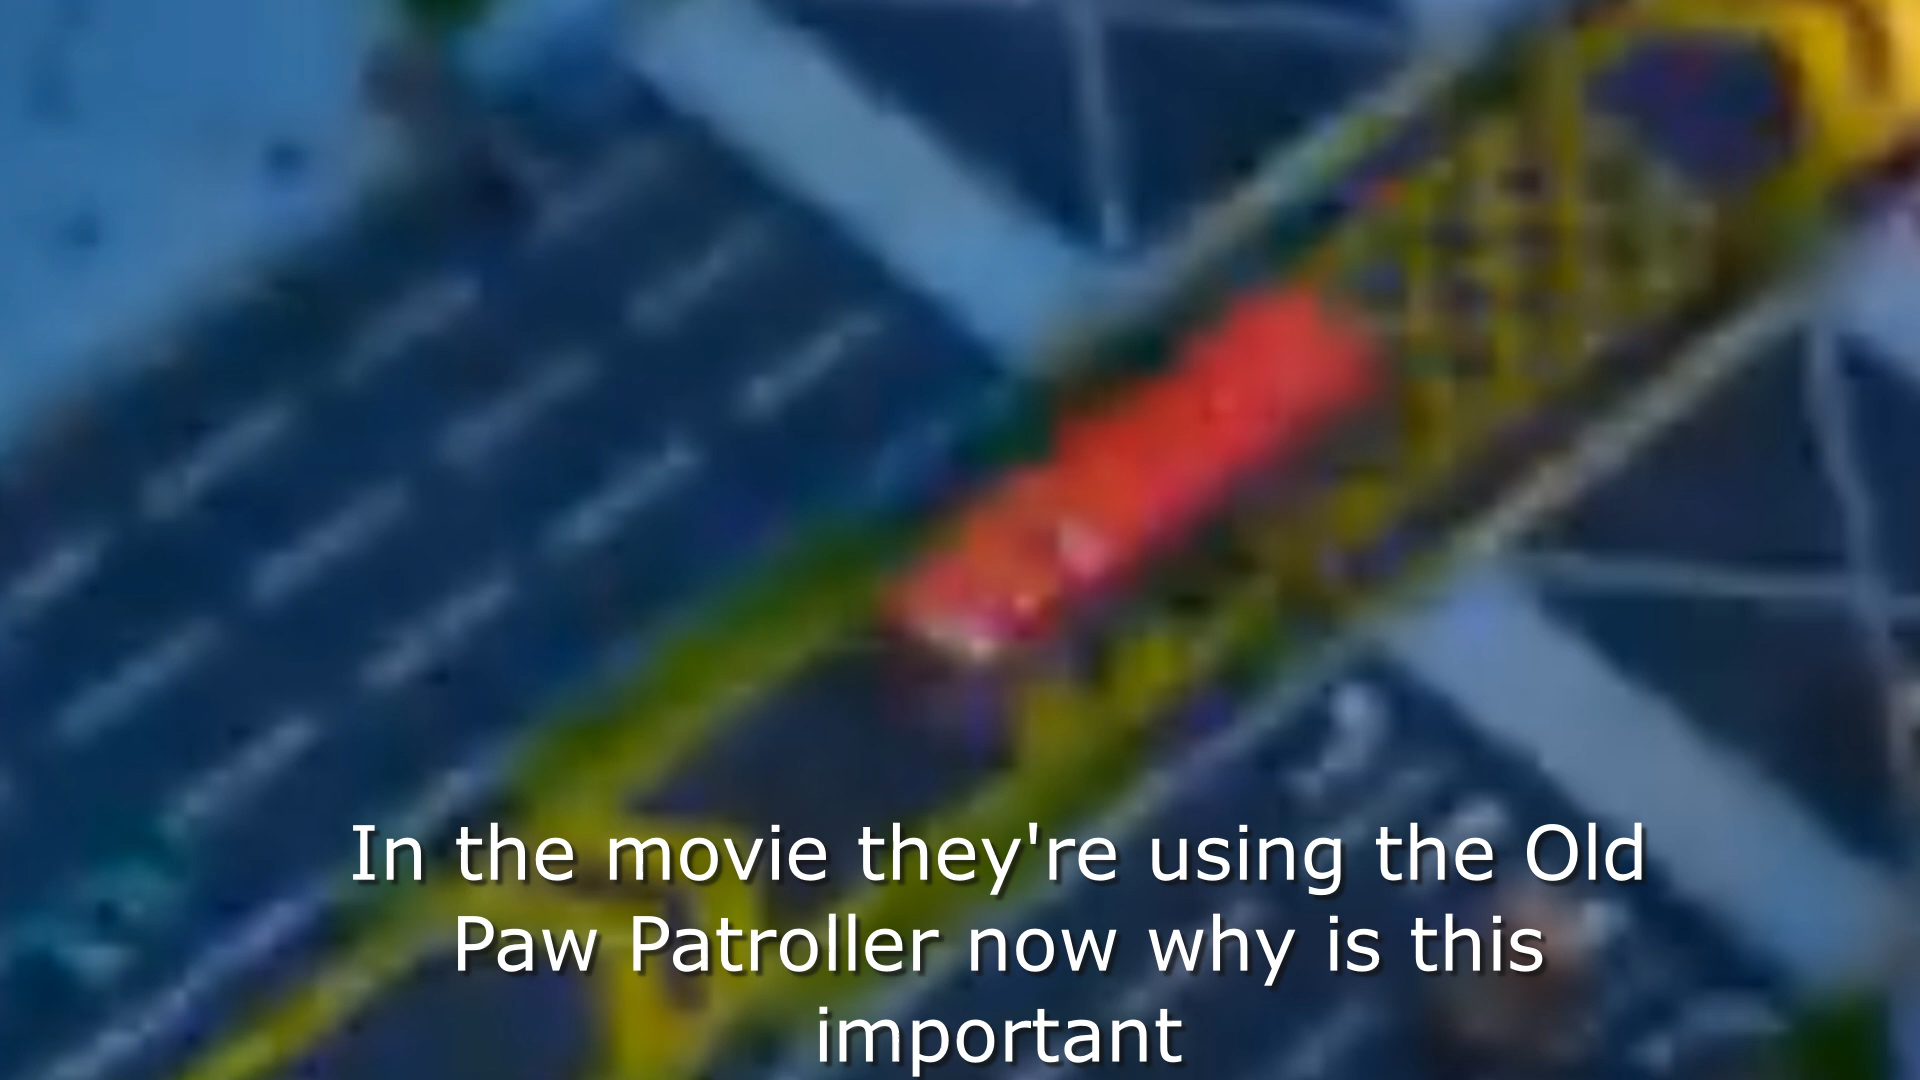 In the movie they're using the Old
Paw Patroller now why is this
important